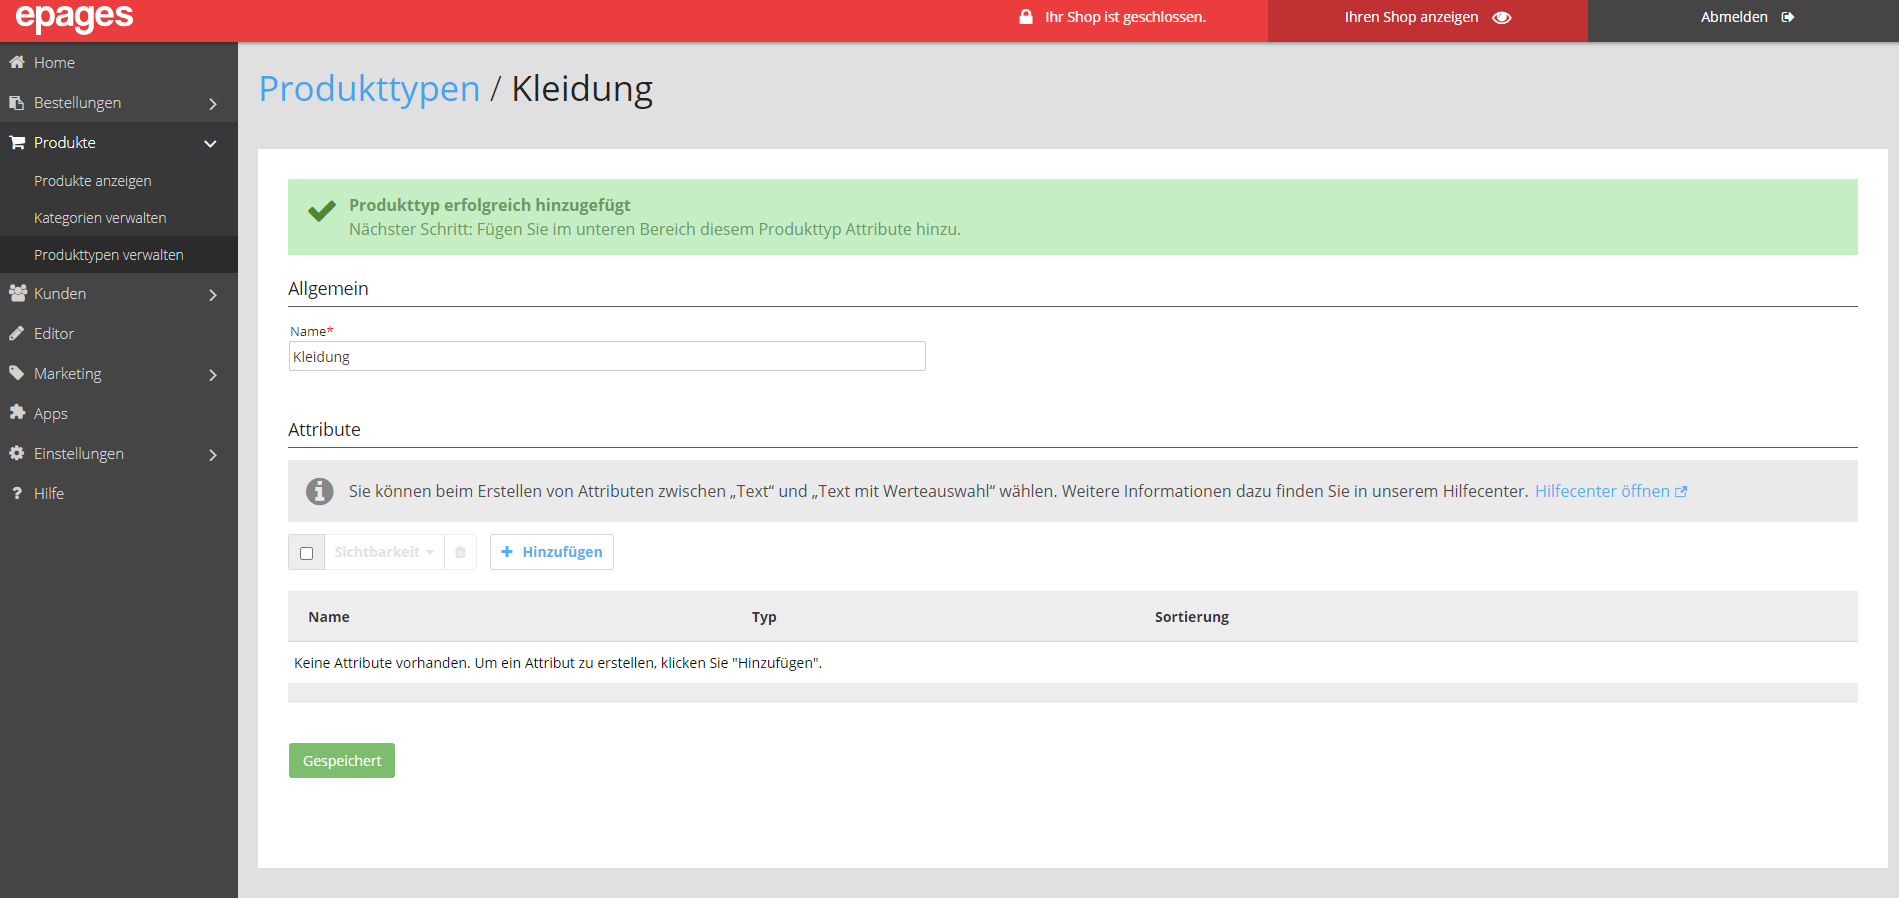 epages
Ihr Shop ist geschlossen.
Ihren Shop anzeigen
Abmelden
Home
Bestellungen
Produkte
Produkte anzeigen
Kategorien verwalten
Produkttypen verwalten
Kunden
Editor
Marketing
Apps
Einstellungen
Hilfe
Produkttypen / Kleidung
Produkttyp erfolgreich hinzugefügt
Nächster Schritt: Fügen Sie im unteren Bereich diesem Produkttyp Attribute hinzu.
Allgemein
Name*
Kleidung
Attribute
Sie können beim Erstellen von Attributen zwischen „Text“ und „Text mit Werteauswahl“ wählen. Weitere Informationen dazu finden Sie in unserem Hilfecenter. Hilfecenter öffnen
Sichtbarkeit
+ Hinzufügen
Name Typ Sortierung
Keine Attribute vorhanden. Um ein Attribut zu erstellen, klicken Sie "Hinzufügen".
Gespeichert